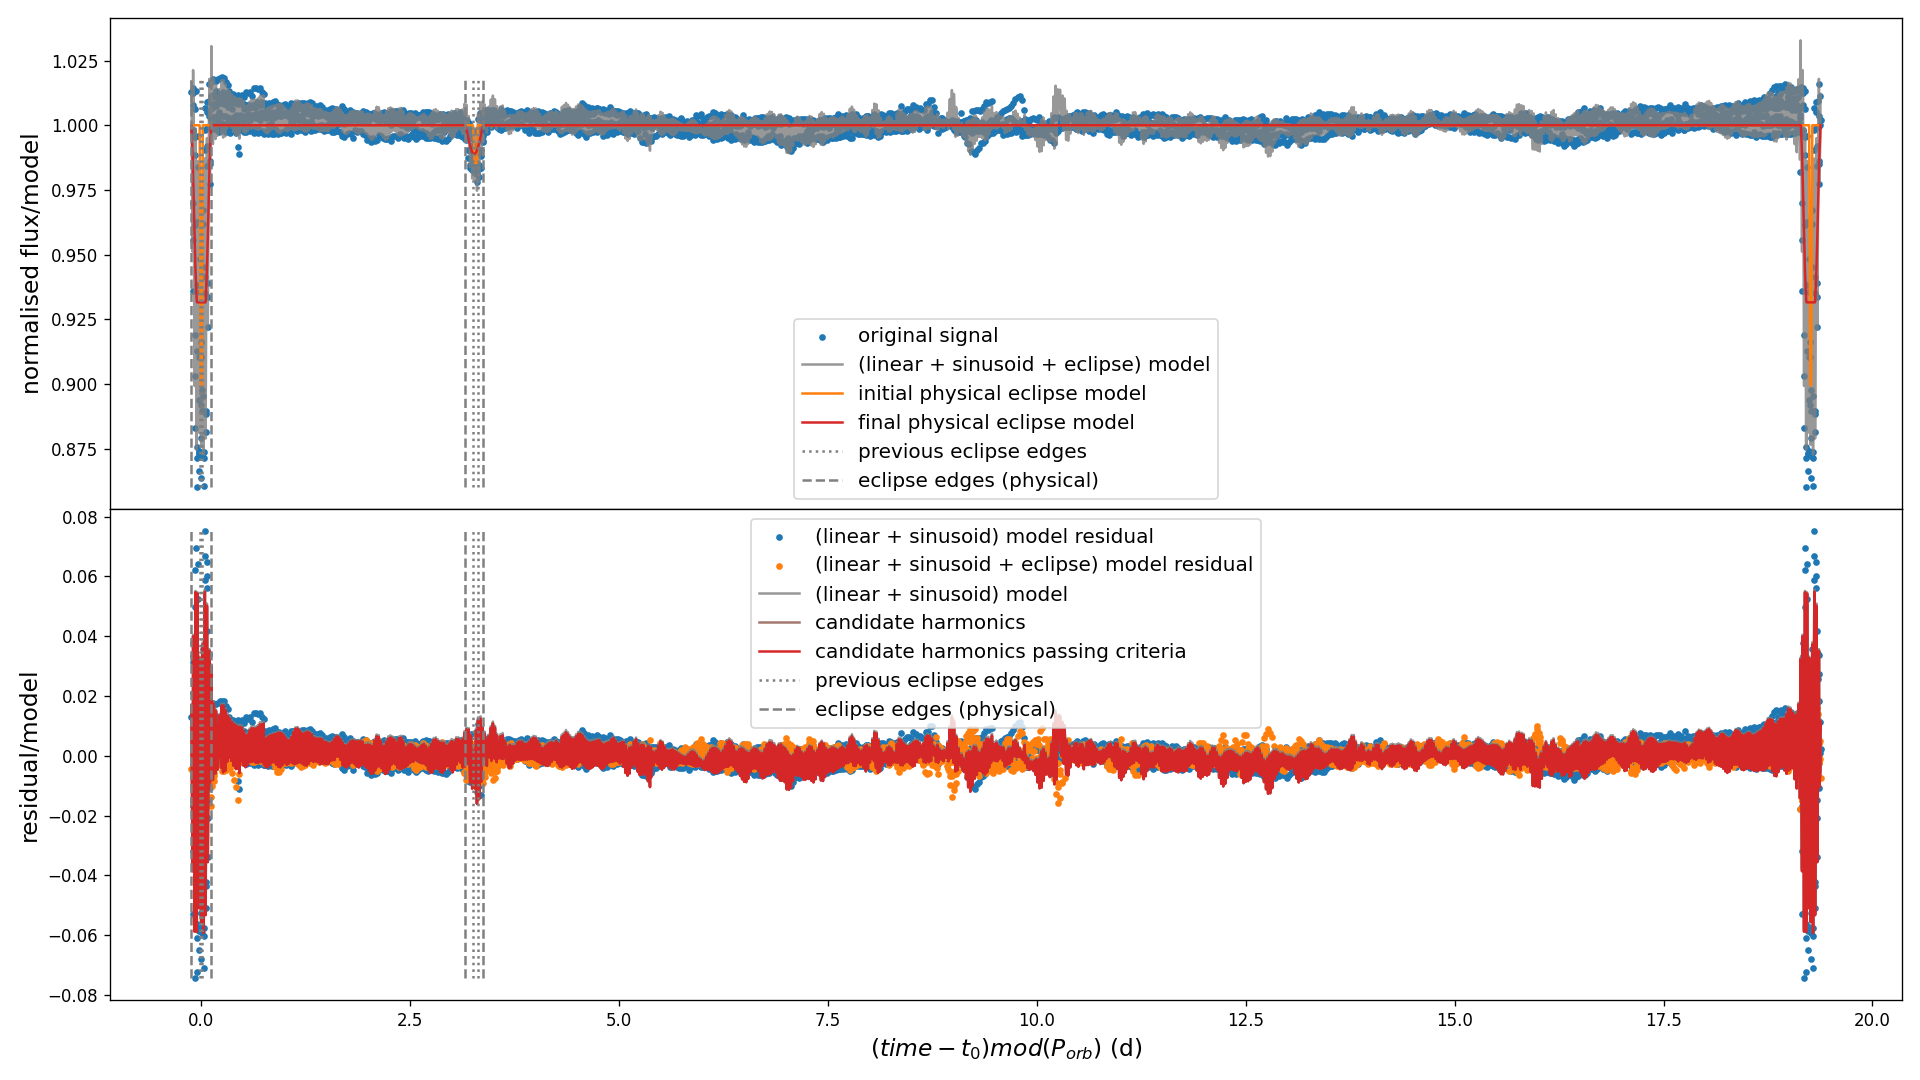 normalised flux/model
1.025
1.000
0.975
0.950
0.925
0.900
0.875
original signal
(linear + sinusoid + eclipse) model
initial physical eclipse model
final physical eclipse model
previous eclipse edges
eclipse edges (physical)
residual/model
0.08
0.06
0.04
0.02
0.00
−0.02
−0.04
−0.06
−0.08
(linear + sinusoid) model residual
(linear + sinusoid + eclipse) model residual
(linear + sinusoid) model
candidate harmonics
candidate harmonics passing criteria
previous eclipse edges
eclipse edges (physical)
0.0 2.5 5.0 7.5 10.0 12.5 15.0 17.5 20.0
(time − t₀)mod(P_orb) (d)